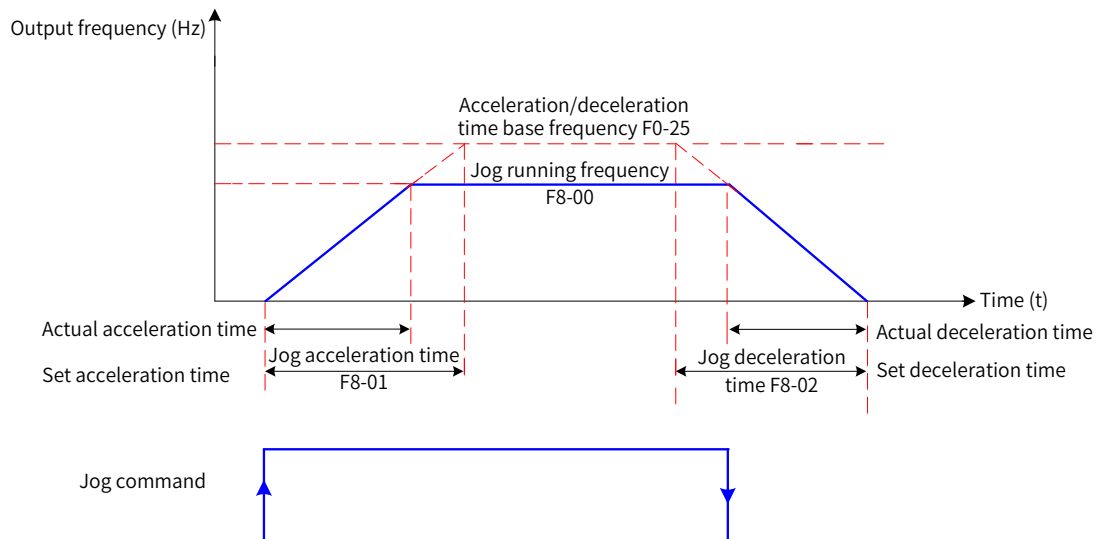 Output frequency (Hz)
Acceleration/deceleration
time base frequency F0-25
Jog running frequency
F8-00
Time (t)
Actual acceleration time
Actual deceleration time
Set acceleration time
Jog acceleration time
F8-01
Jog deceleration
time F8-02
Set deceleration time
Jog command